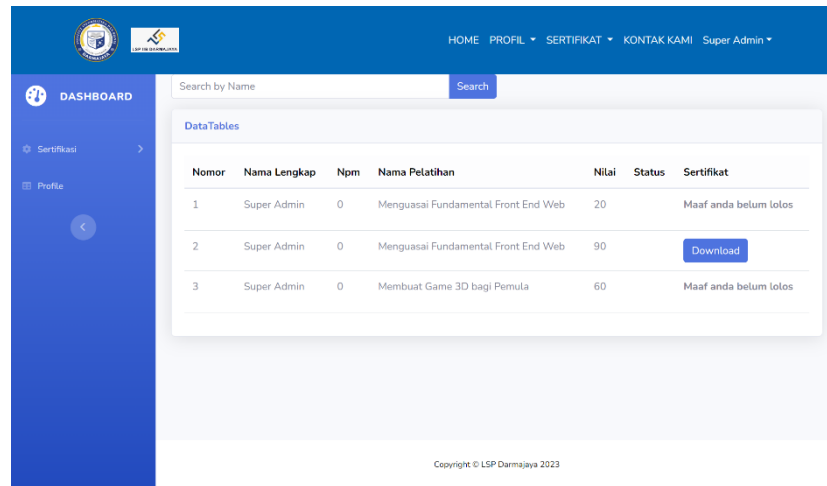 HOME PROFIL SERTIFIKAT KONTAK KAMI Super Admin
DASHBOARD
Sertifikasi
Profile
Search by Name Search
DataTables
Nomor Nama Lengkap Npm Nama Pelatihan Nilai Status Sertifikat
1 Super Admin 0 Menguasai Fundamental Front End Web 20 Maaf anda belum lolos
2 Super Admin 0 Menguasai Fundamental Front End Web 90 Download
3 Super Admin 0 Membuat Game 3D bagi Pemula 60 Maaf anda belum lolos
Copyright © LSP Darmajaya 2023